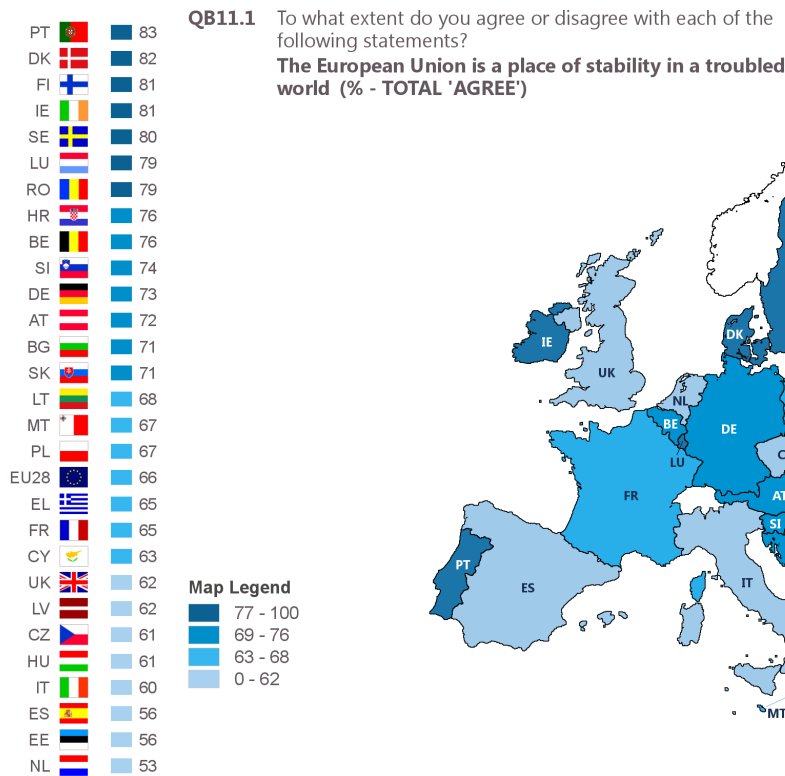 QB11.1 To what extent do you agree or disagree with each of the
following statements?
The European Union is a place of stability in a troubled
world (% - TOTAL 'AGREE')
PT 83
DK 82
FI 81
IE 81
SE 80
LU 79
RO 79
HR 76
BE 76
SI 74
DE 73
AT 72
BG 71
SK 71
LT 68
MT 67
PL 67
EU28 66
EL 65
FR 65
CY 63
UK 62
LV 62
CZ 61
HU 61
IT 60
ES 56
EE 56
NL 53
Map Legend
77 - 100
69 - 76
63 - 68
0 - 62
DK
IE
UK
NL
BE
DE
LU
C
FR
AT
SI
PT
ES
IT
MT